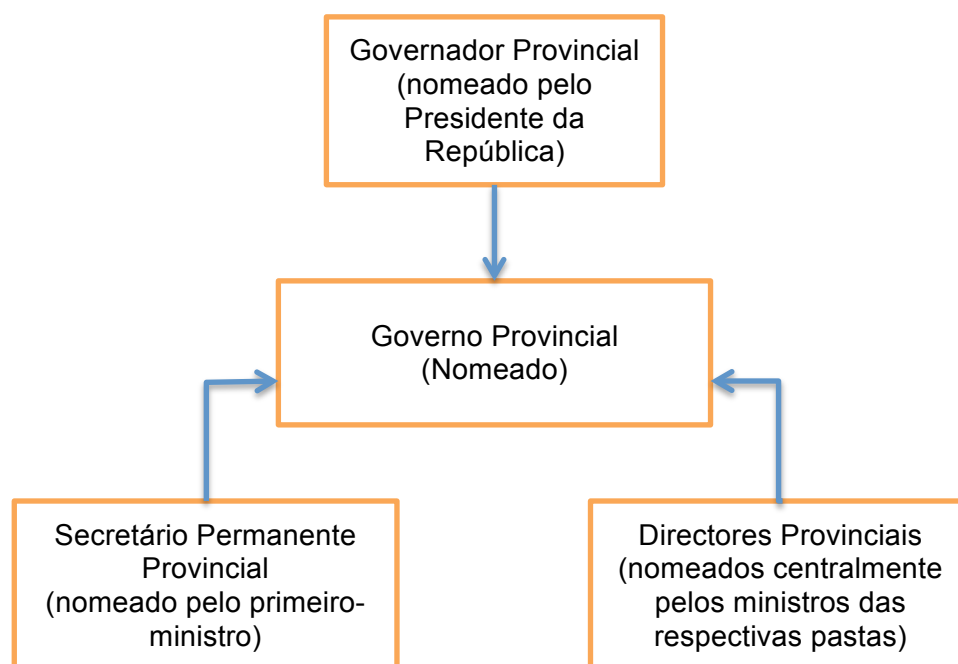 Governador Provincial
(nomeado pelo
Presidente da
República)
Governo Provincial
(Nomeado)
Secretário Permanente
Provincial
(nomeado pelo primeiro-
ministro)
Directores Provinciais
(nomeados centralmente
pelos ministros das
respectivas pastas)